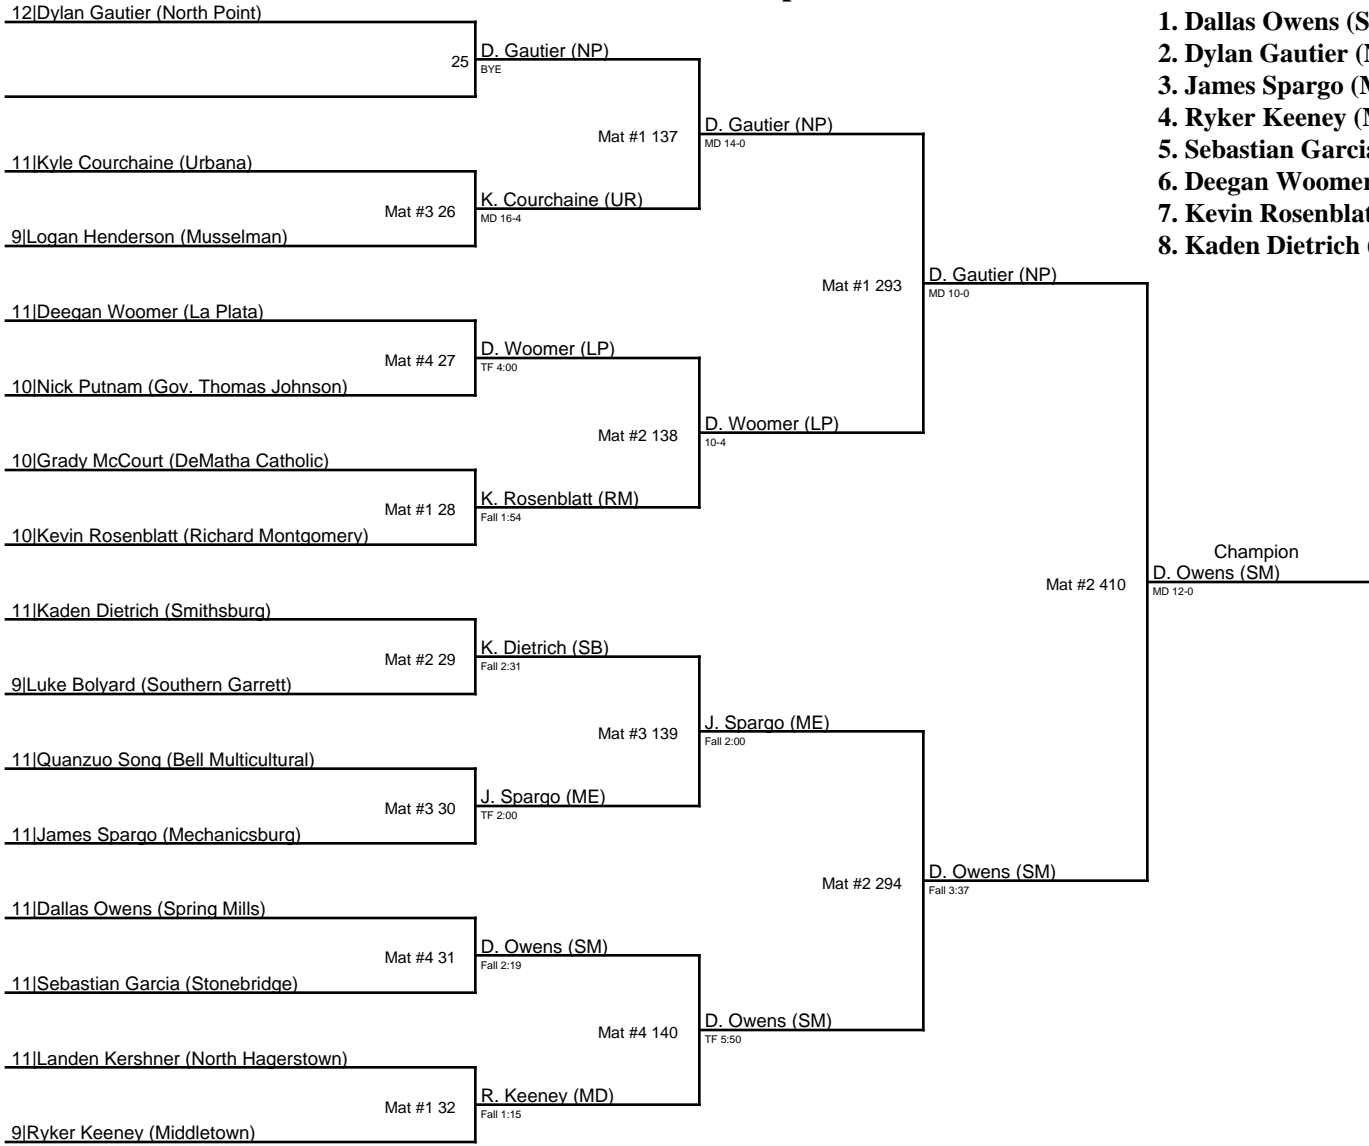 12|Dylan Gautier (North Point)
25
D. Gautier (NP)
BYE
Mat #1 137
D. Gautier (NP)
MD 14-0
11|Kyle Courchaine (Urbana)
Mat #3 26
K. Courchaine (UR)
MD 16-4
9|Logan Henderson (Musselman)
Mat #1 293
D. Gautier (NP)
MD 10-0
11|Deegan Woomer (La Plata)
Mat #4 27
D. Woomer (LP)
TF 4:00
10|Nick Putnam (Gov. Thomas Johnson)
Mat #2 138
D. Woomer (LP)
10-4
10|Grady McCourt (DeMatha Catholic)
Mat #1 28
K. Rosenblatt (RM)
Fall 1:54
10|Kevin Rosenblatt (Richard Montgomery)
Mat #2 410
Champion
D. Owens (SM)
MD 12-0
11|Kaden Dietrich (Smithsburg)
Mat #2 29
K. Dietrich (SB)
Fall 2:31
9|Luke Bolyard (Southern Garrett)
Mat #3 139
J. Spargo (ME)
Fall 2:00
11|Quanzuo Song (Bell Multicultural)
Mat #3 30
J. Spargo (ME)
TF 2:00
11|James Spargo (Mechanicsburg)
Mat #2 294
D. Owens (SM)
Fall 3:37
11|Dallas Owens (Spring Mills)
Mat #4 31
D. Owens (SM)
Fall 2:19
11|Sebastian Garcia (Stonebridge)
Mat #4 140
D. Owens (SM)
TF 5:50
11|Landen Kershner (North Hagerstown)
Mat #1 32
R. Keeney (MD)
Fall 1:15
9|Ryker Keeney (Middletown)
1. Dallas Owens (S
2. Dylan Gautier (
3. James Spargo (
4. Ryker Keeney (
5. Sebastian Garcia
6. Deegan Woomer
7. Kevin Rosenblat
8. Kaden Dietrich (